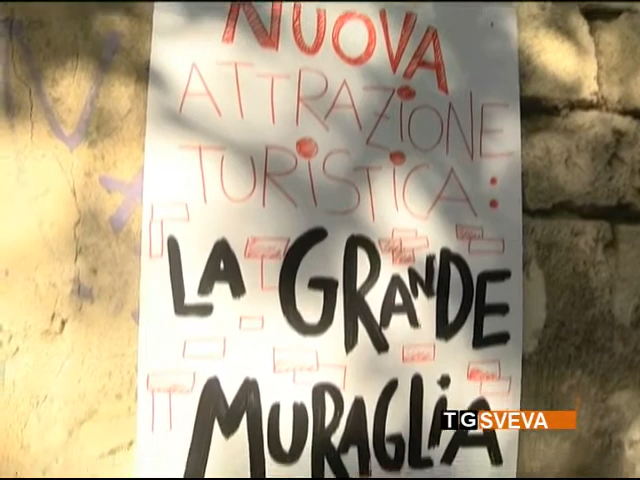 NUOVA
ATTRAZIONE
TURISTICA:
LA GRANDE
MURAGLIA
TGSVEVA